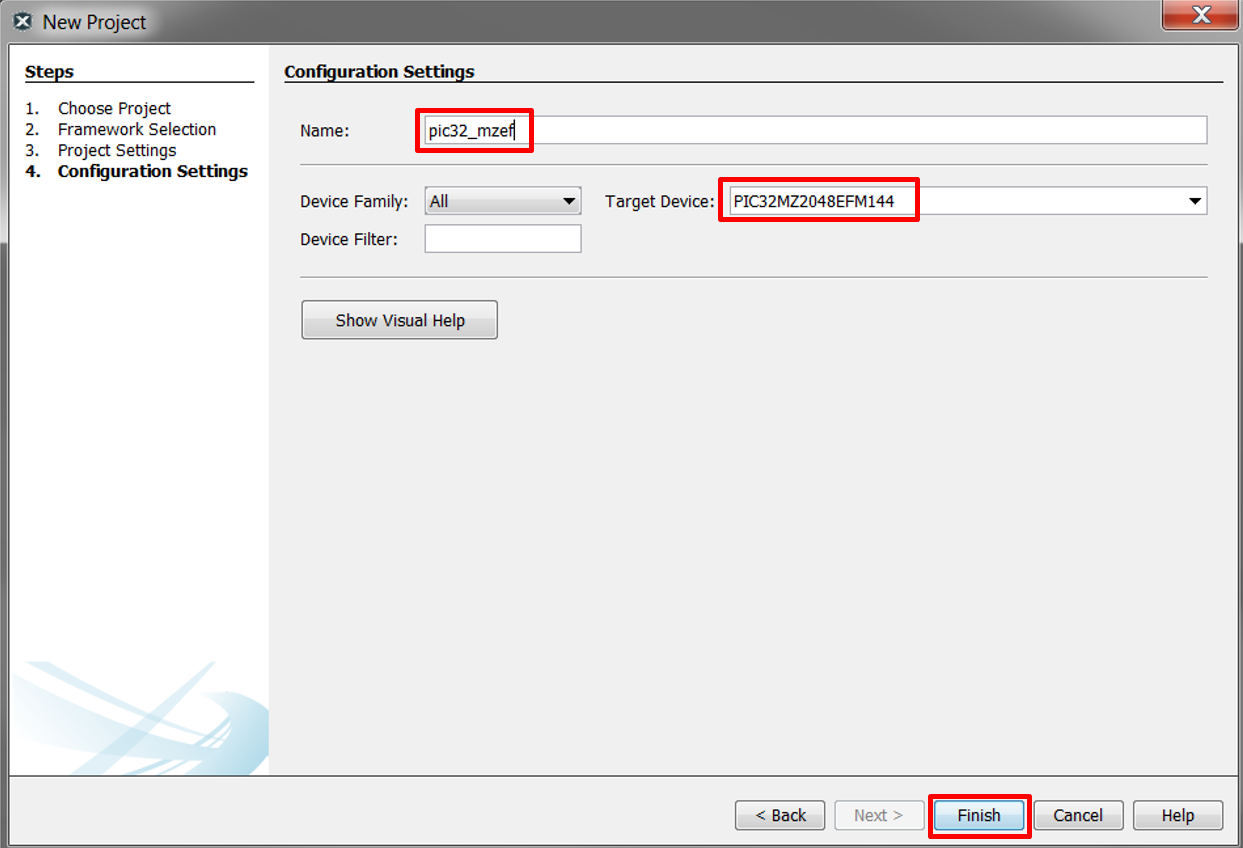 New Project
Steps
1. Choose Project
2. Framework Selection
3. Project Settings
4. Configuration Settings
Configuration Settings
Name: pic32_mzef
Device Family: All Target Device: PIC32MZ2048EFM144
Device Filter:
Show Visual Help
< Back Next > Finish Cancel Help